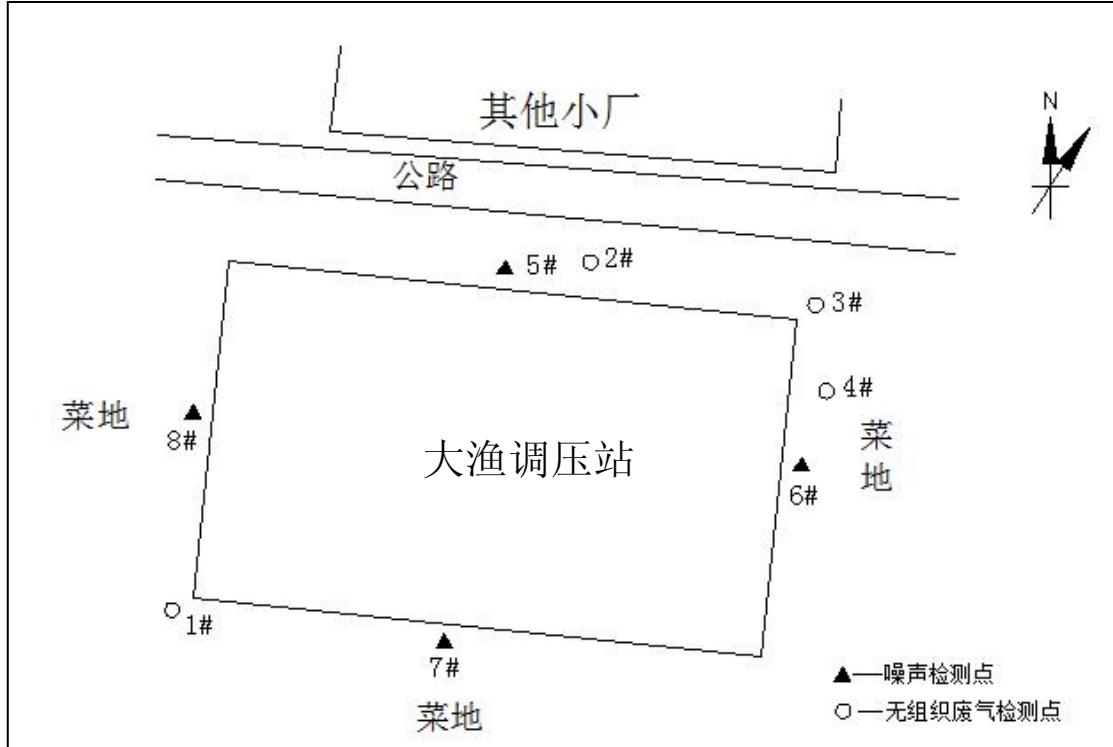 其他小厂
N
公路
5#
2#
3#
4#
菜地
8#
大渔调压站
菜地
6#
1#
7#
菜地
▲—噪声检测点
○—无组织废气检测点